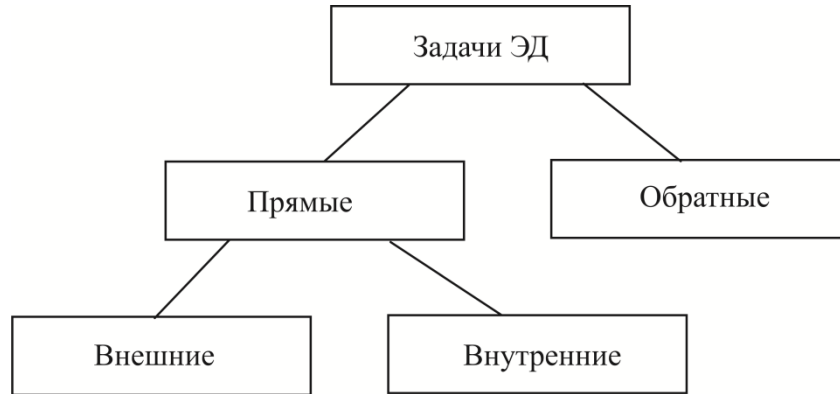 Задачи ЭД
Прямые
Обратные
Внешние
Внутренние